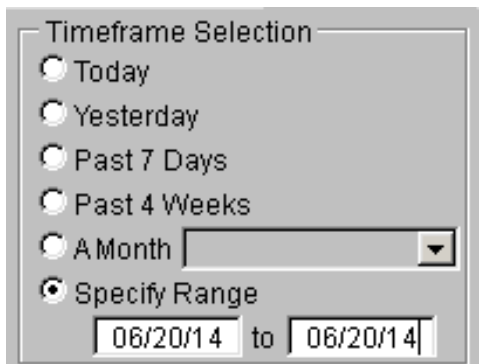 Timeframe Selection
Today
Yesterday
Past 7 Days
Past 4 Weeks
A Month
Specify Range
06/20/14 to 06/20/14